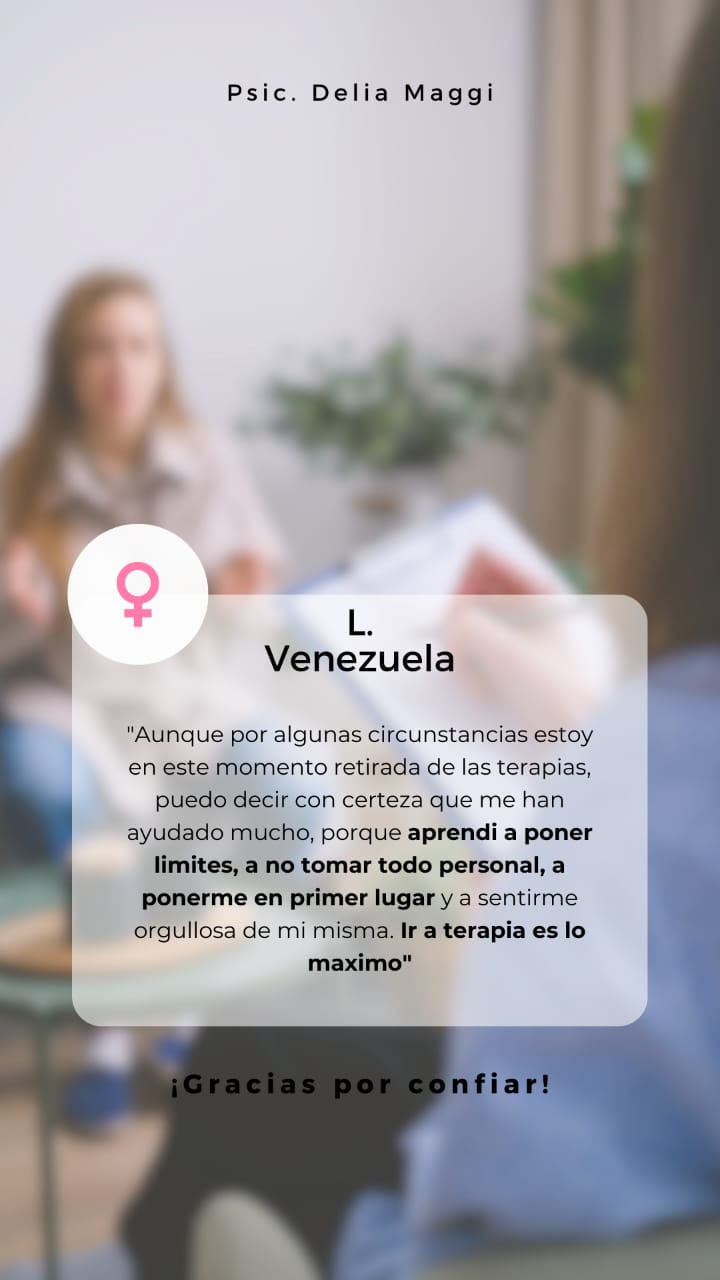 Psic. Delia Maggi
L.
Venezuela
"Aunque por algunas circunstancias estoy
en este momento retirada de las terapias,
puedo decir con certeza que me han
ayudado mucho, porque aprendi a poner
limites, a no tomar todo personal, a
ponerme en primer lugar y a sentirme
orgullosa de mi misma. Ir a terapia es lo
maximo"
¡Gracias por confiar!